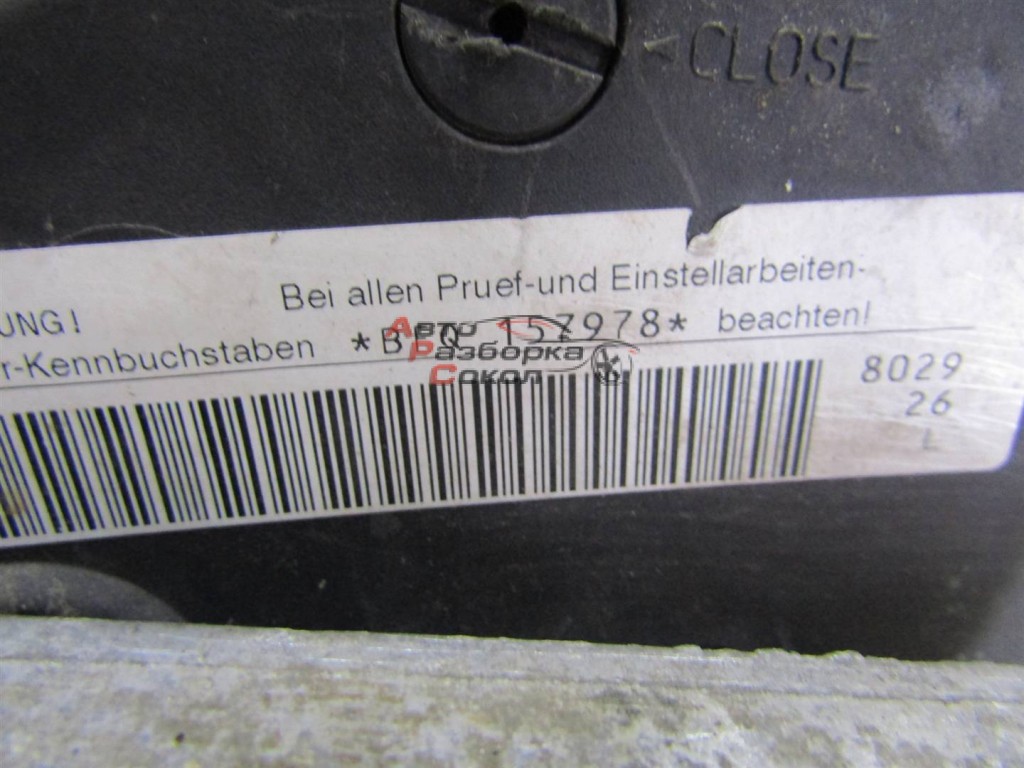 <CLOSE
Bei allen Pruef-und Einstellarbeiten-
UNG!
r-Kennbuchstaben 157978* beachten!
Авто
Разборка
Сокол
8029
26
L